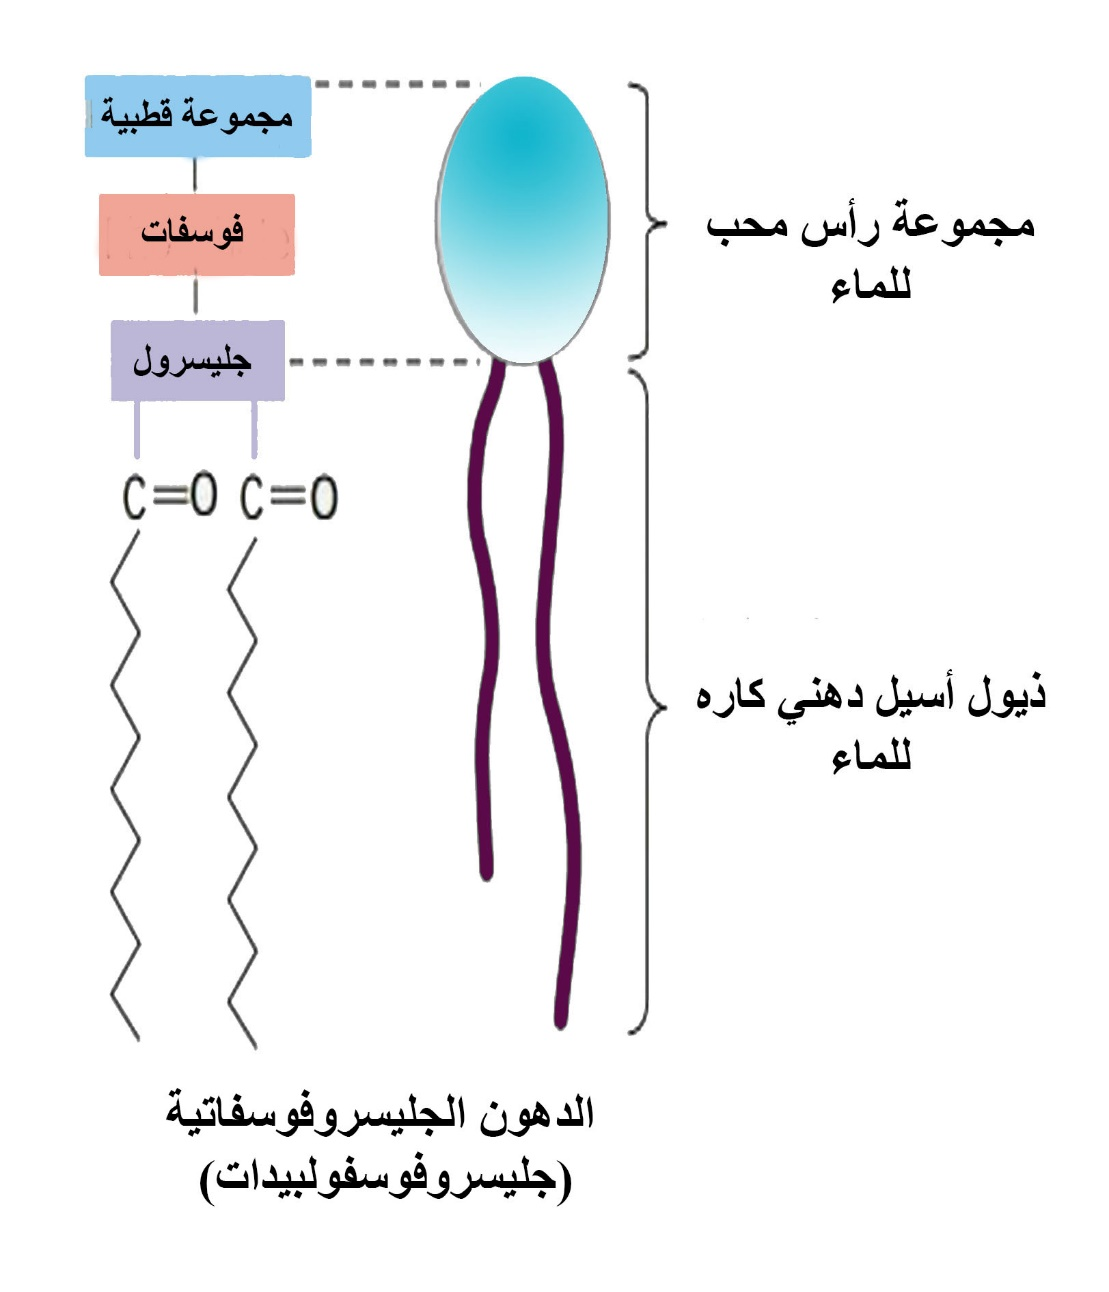 مجموعة قطبية
فوسفات
جليسرول
C=O C=O
مجموعة رأس محب
للماء
ذيول أسيل دهني كاره
للماء
الدهون الجليسروفوسفاتية
(جليسروفوسفولبيدات)